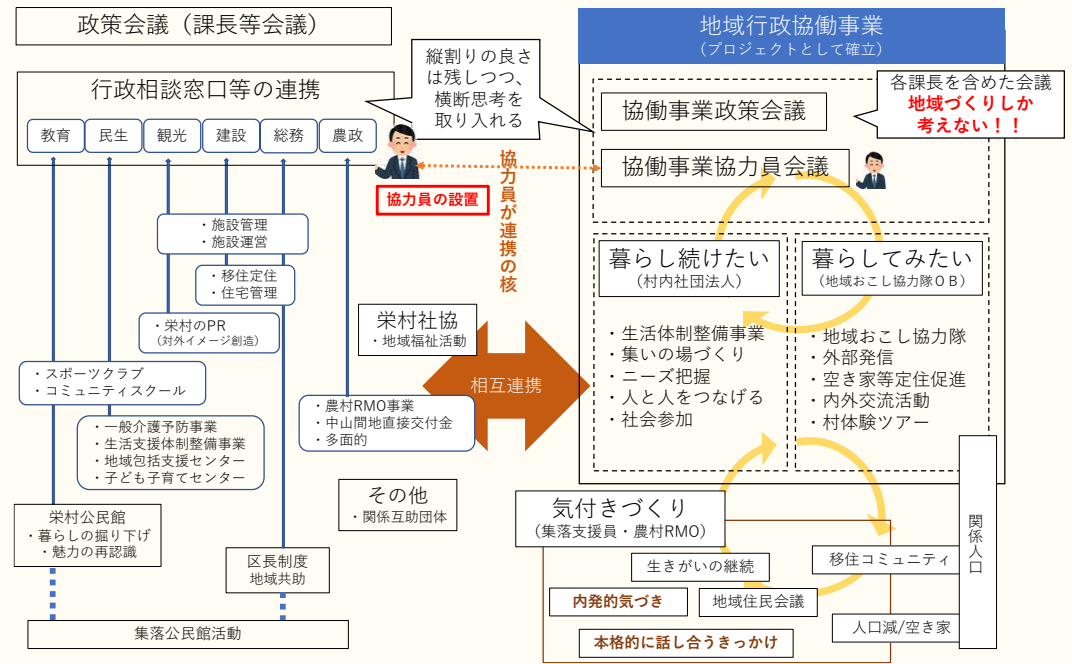 政策会議（課長等会議）
行政相談窓口等の連携
教育
民生
観光
建設
総務
農政
縦割りの良さ
は残しつつ、
横断思考を
取り入れる
協力員の設置
協力員が連携の核
・施設管理
・施設運営
・移住定住
・住宅管理
・栄村のPR
（対外イメージ創造）
・スポーツクラブ
・コミュニティスクール
・一般介護予防事業
・生活支援体制整備事業
・地域包括支援センター
・子ども子育てセンター
栄村社協
・地域福祉活動
・農村RMO事業
・中山間地直接交付金
・多面的
その他
・関係互助団体
栄村公民館
・暮らしの掘り下げ
・魅力の再認識
区長制度
地域共助
集落公民館活動
相互連携
地域行政協働事業
（プロジェクトとして確立）
協働事業政策会議
協働事業協力員会議
各課長を含めた会議
地域づくりしか
考えない！！
暮らし続けたい
（村内社団法人）
・生活体制整備事業
・集いの場づくり
・ニーズ把握
・人と人をつなげる
・社会参加
暮らしてみたい
（地域おこし協力隊ＯＢ）
・地域おこし協力隊
・外部発信
・空き家等定住促進
・内外交流活動
・村体験ツアー
気付きづくり
（集落支援員・農村RMO）
生きがいの継続
内発的気づき
地域住民会議
本格的に話し合うきっかけ
移住コミュニティ
人口減/空き家
関係人口